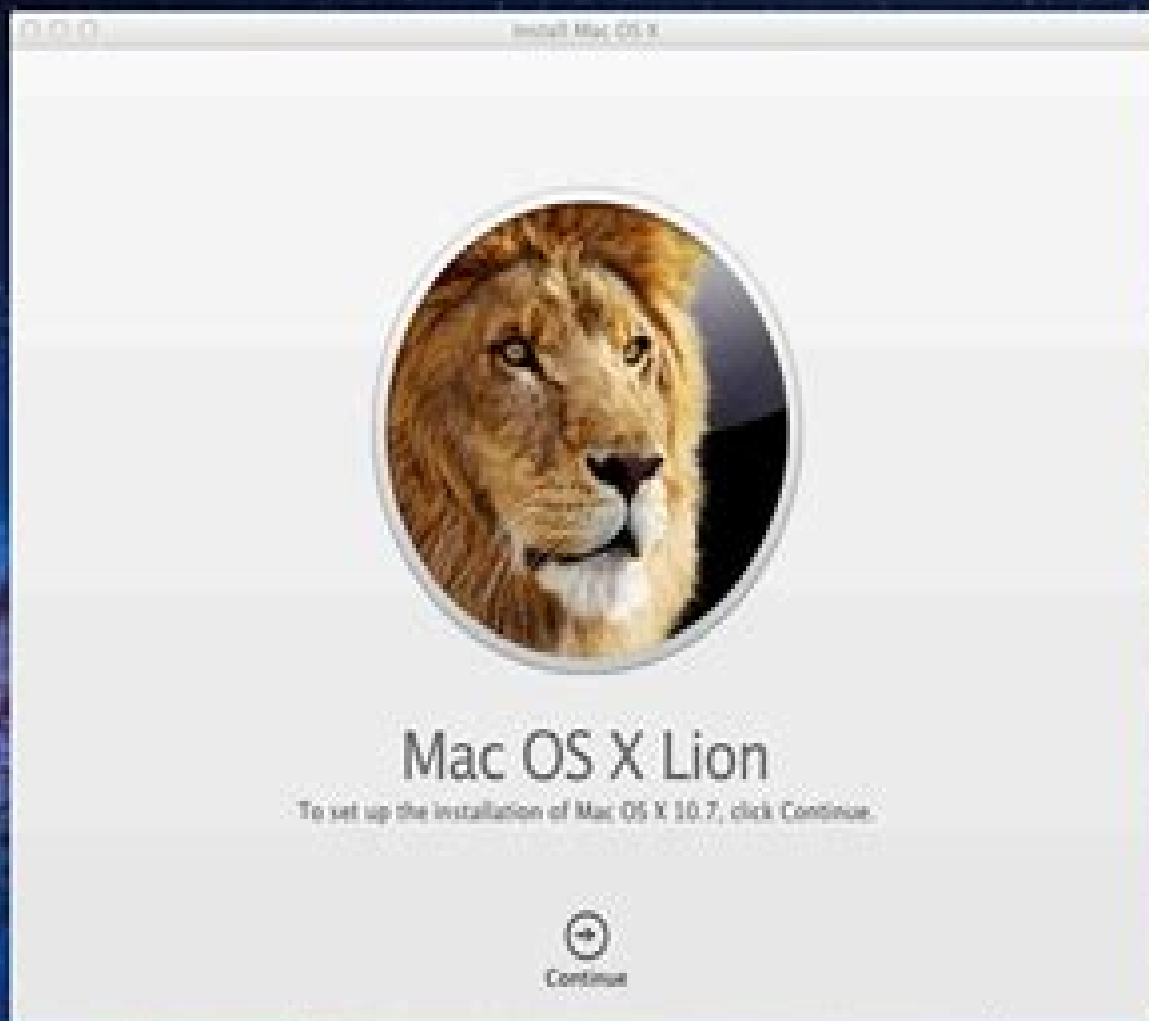 Install Mac OS X
Mac OS X Lion
To set up the installation of Mac OS X 10.7, click Continue.
Continue